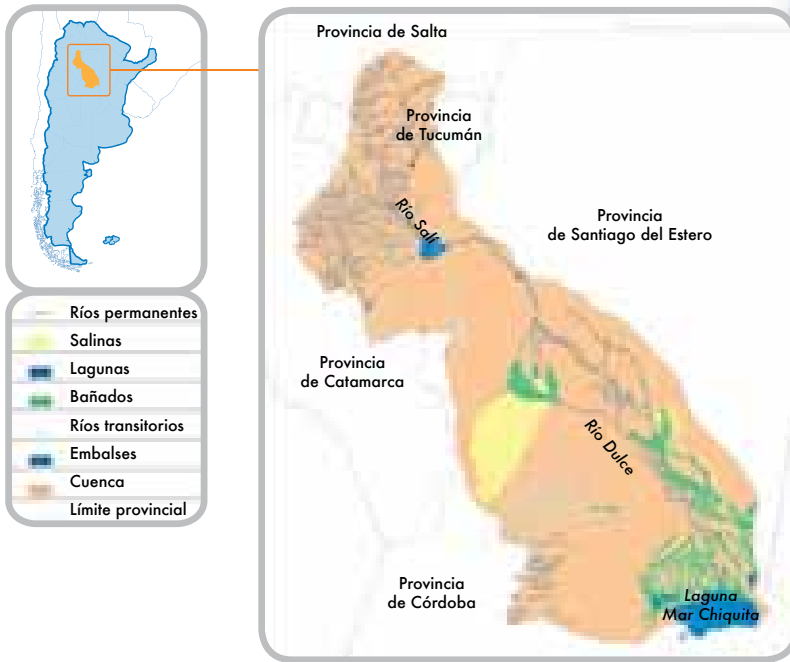 Provincia de Salta
Provincia
de Tucumán
Río Salí
Provincia
de Santiago del Estero
Provincia
de Catamarca
Río Dulce
Provincia
de Córdoba
Laguna
Mar Chiquita
Ríos permanentes
Salinas
Lagunas
Bañados
Ríos transitorios
Embalses
Cuenca
Límite provincial